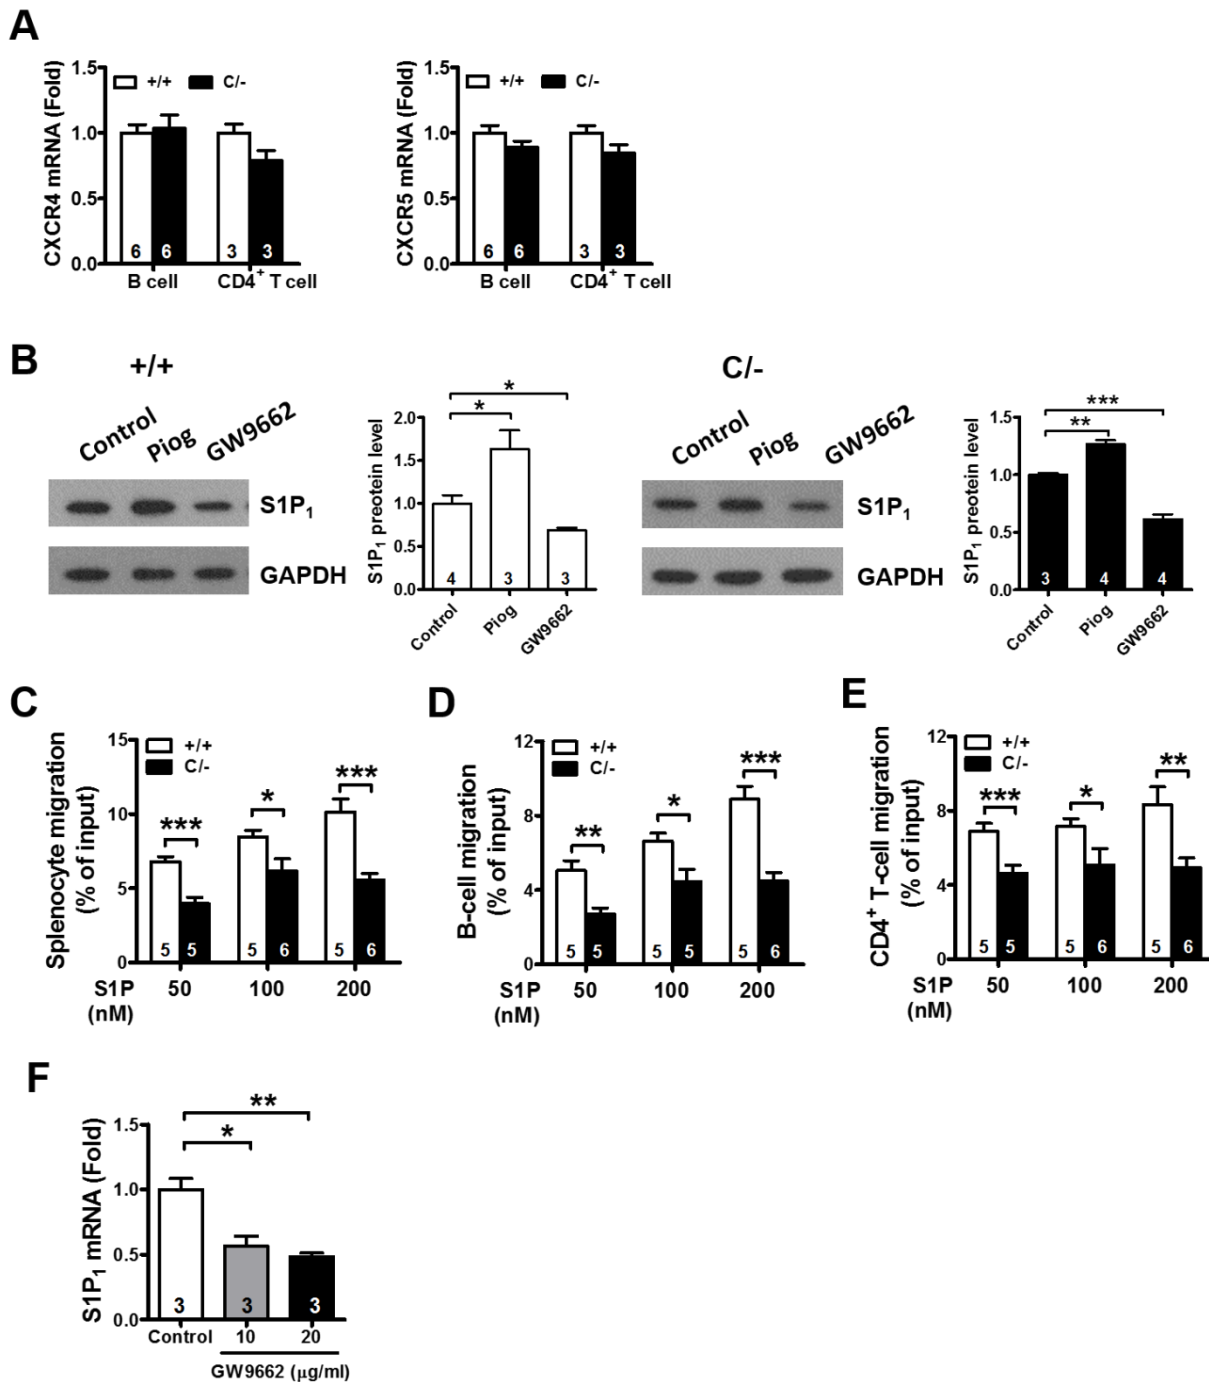 A
CXCR4 mRNA (Fold)
1.5
1.0
0.5
0.0
+/+ C/-
6 6 3 3
B cell CD4+ T cell
CXCR5 mRNA (Fold)
1.5
1.0
0.5
0.0
+/+ C/-
6 6 3 3
B cell CD4+ T cell
B
+/+
Control Piog GW9662
S1P1
GAPDH
S1P1 preotein level
2.0
1.5
1.0
0.5
0.0
*
*
4 3 3
Control Piog GW9662
C/-
Control Piog GW9662
S1P1
GAPDH
S1P1 preotein level
1.5
1.0
0.5
0.0
***
**
3 4 4
Control Piog GW9662
C
Splenocyte migration
(% of input)
15
10
5
0
+/+
C/-
*** * ***
5 5 5 6 5 6
S1P 50 100 200
(nM)
D
B-cell migration
(% of input)
12
8
4
0
+/+
C/-
** * ***
5 5 5 5 5 6
S1P 50 100 200
(nM)
E
CD4+ T-cell migration
(% of input)
12
8
4
0
+/+
C/-
*** * **
5 5 5 6 5 6
S1P 50 100 200
(nM)
F
S1P1 mRNA (Fold)
1.5
1.0
0.5
0.0
**
*
3 3 3
Control 10 20
GW9662 (μg/ml)